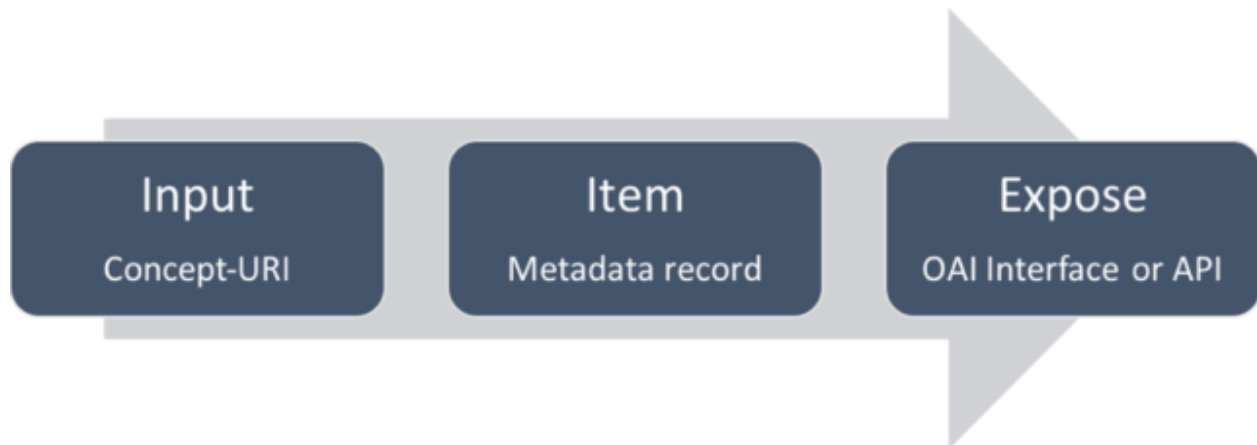 Input
Concept-URI
Item
Metadata record
Expose
OAI Interface or API